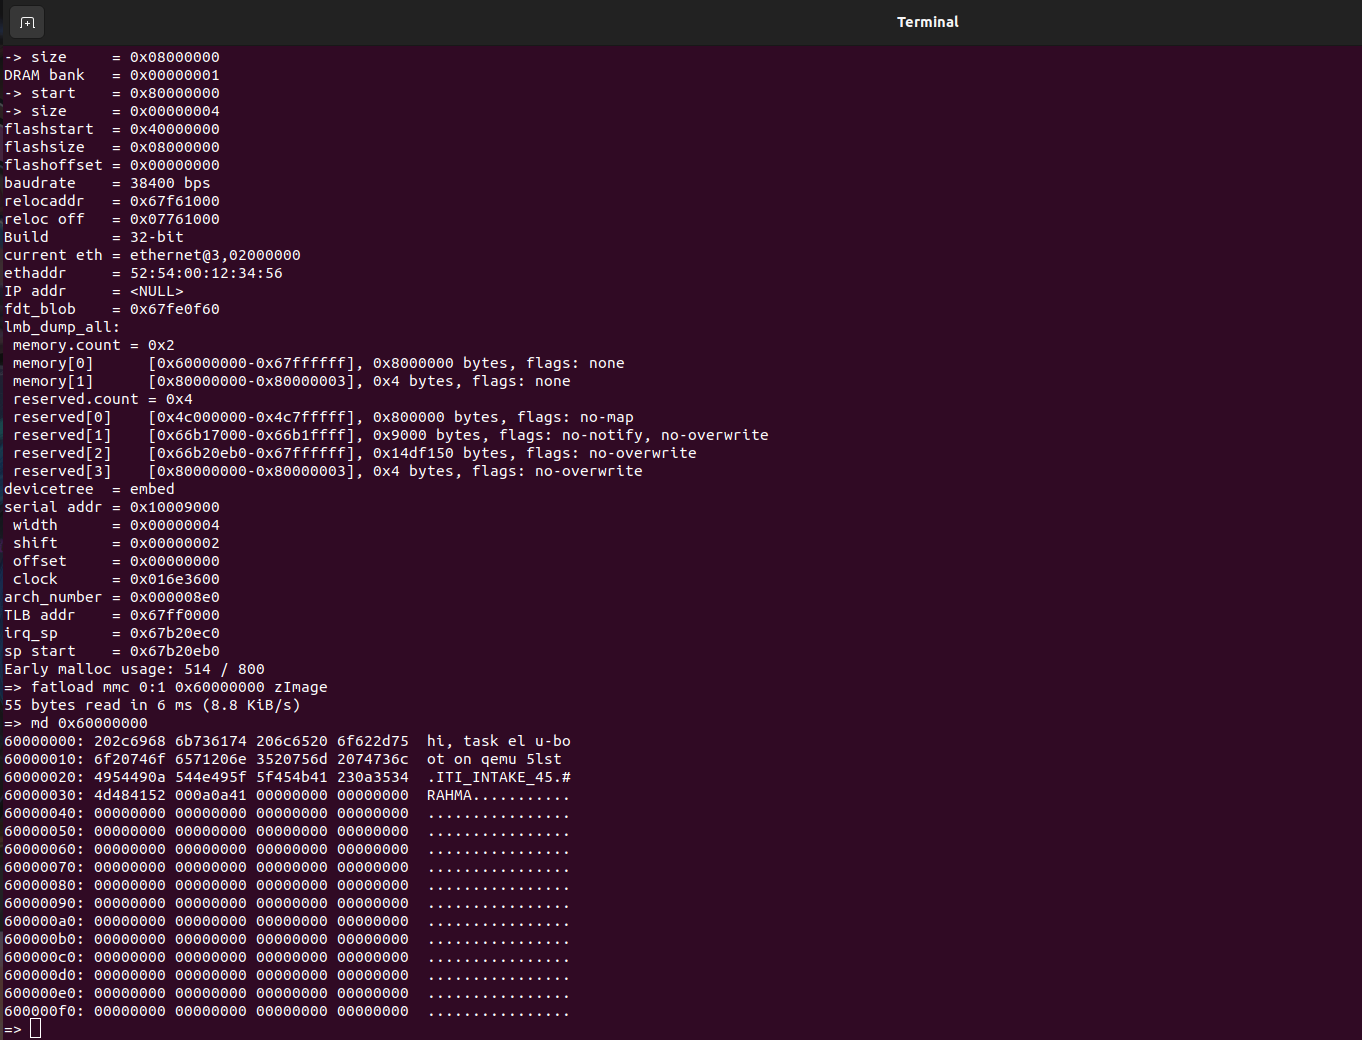 Terminal
-> size     = 0x08000000
DRAM bank   = 0x00000001
-> start    = 0x80000000
-> size     = 0x00000004
flashstart  = 0x40000000
flashsize   = 0x08000000
flashoffset = 0x00000000
baudrate    = 38400 bps
relocaddr   = 0x67f61000
reloc off   = 0x07761000
Build       = 32-bit
current eth = ethernet@3,02000000
ethaddr     = 52:54:00:12:34:56
IP addr     = <NULL>
fdt_blob    = 0x67fe0f60
lmb_dump_all:
 memory.count = 0x2
 memory[0]      [0x60000000-0x67ffffff], 0x8000000 bytes, flags: none
 memory[1]      [0x80000000-0x80000003], 0x4 bytes, flags: none
 reserved.count = 0x4
 reserved[0]    [0x4c000000-0x4c7fffff], 0x800000 bytes, flags: no-map
 reserved[1]    [0x66b17000-0x66b1ffff], 0x9000 bytes, flags: no-notify, no-overwrite
 reserved[2]    [0x66b20eb0-0x67ffffff], 0x14df150 bytes, flags: no-overwrite
 reserved[3]    [0x80000000-0x80000003], 0x4 bytes, flags: no-overwrite
devicetree  = embed
serial addr = 0x10009000
 width      = 0x00000004
 shift      = 0x00000002
 offset     = 0x00000000
 clock      = 0x016e3600
arch_number = 0x000008e0
TLB addr    = 0x67ff0000
irq_sp      = 0x67b20ec0
sp start    = 0x67b20eb0
Early malloc usage: 514 / 800
=> fatload mmc 0:1 0x60000000 zImage
55 bytes read in 6 ms (8.8 KiB/s)
=> md 0x60000000
60000000: 202c6968 6b736174 206c6520 6f622d75  hi, task el u-bo
60000010: 6f20746f 6571206e 3520756d 2074736c  ot on qemu 5lst 
60000020: 4954490a 544e495f 5f454b41 230a3534  .ITI_INTAKE_45.#
60000030: 4d484152 000a0a41 00000000 00000000  RAHMA...........
60000040: 00000000 00000000 00000000 00000000  ................
60000050: 00000000 00000000 00000000 00000000  ................
60000060: 00000000 00000000 00000000 00000000  ................
60000070: 00000000 00000000 00000000 00000000  ................
60000080: 00000000 00000000 00000000 00000000  ................
60000090: 00000000 00000000 00000000 00000000  ................
600000a0: 00000000 00000000 00000000 00000000  ................
600000b0: 00000000 00000000 00000000 00000000  ................
600000c0: 00000000 00000000 00000000 00000000  ................
600000d0: 00000000 00000000 00000000 00000000  ................
600000e0: 00000000 00000000 00000000 00000000  ................
600000f0: 00000000 00000000 00000000 00000000  ................
=>